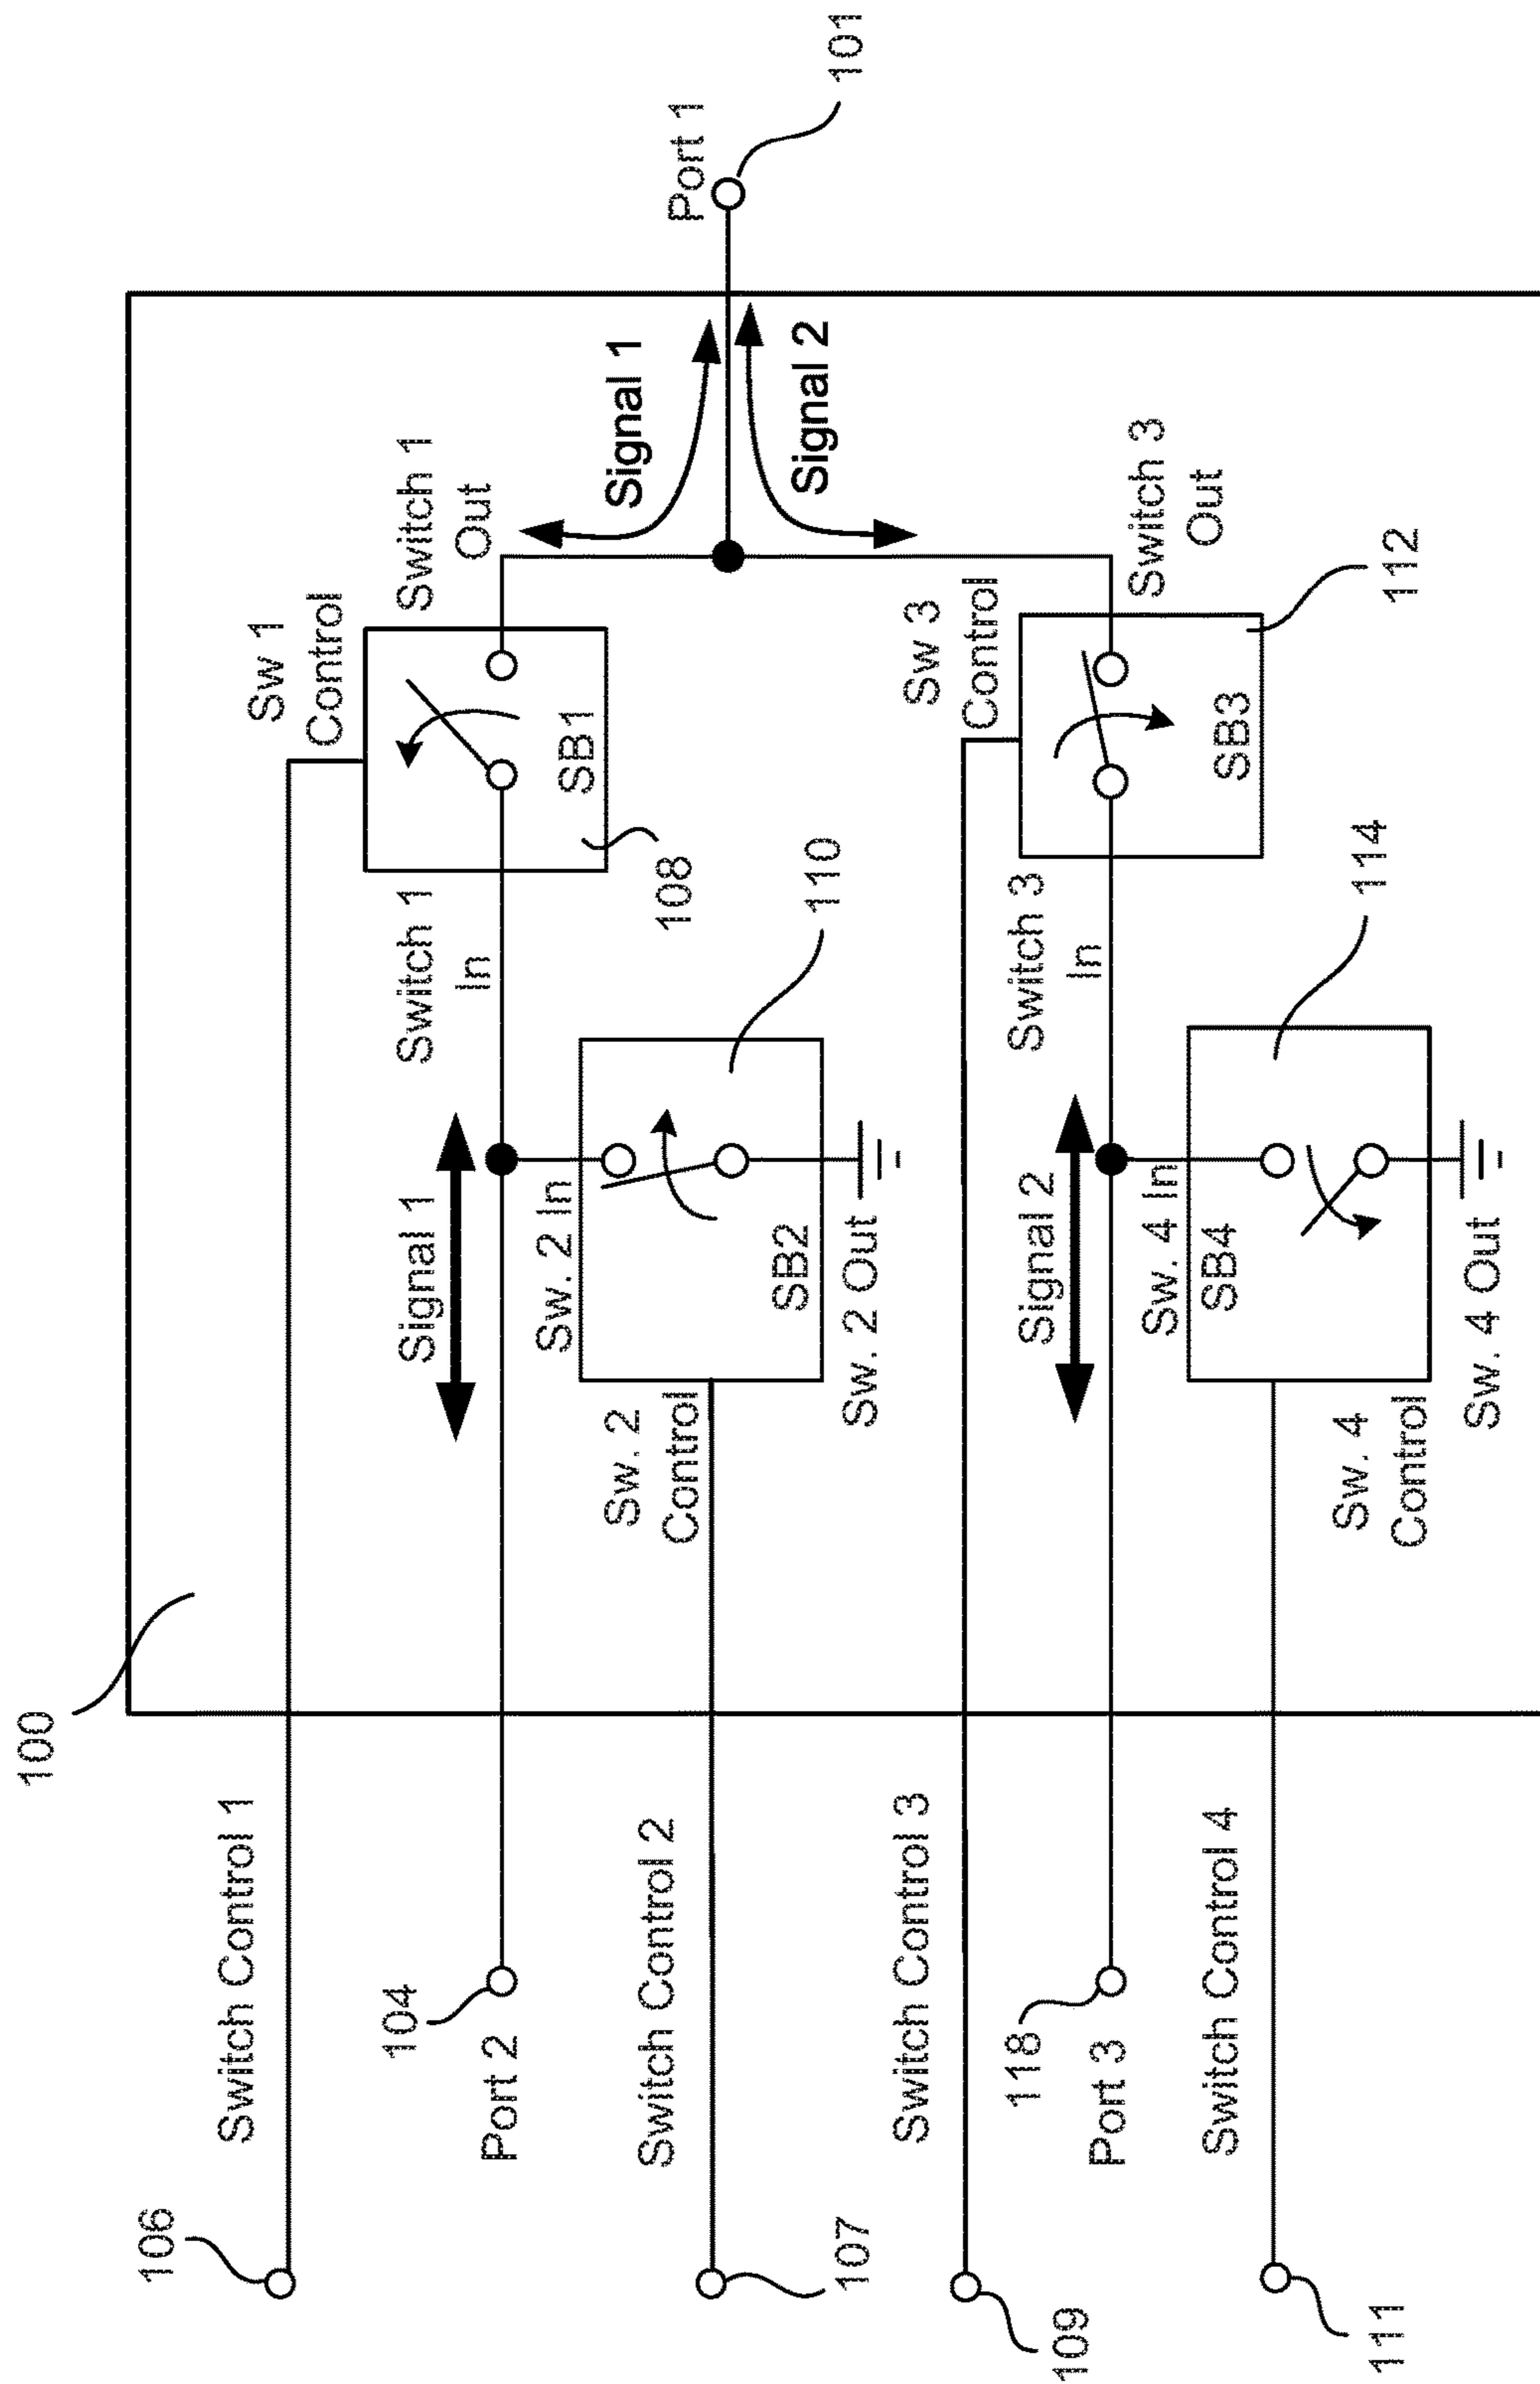 100
106
Switch Control 1
Sw 1
Control
104
Port 2
Signal 1
Switch 1
In
SB1
108
Switch 1
Out
Signal 1
Port 1
101
Signal 2
107
Switch Control 2
Sw. 2
Control
Sw. 2 In
SB2
Sw. 2 Out
110
109
Switch Control 3
Sw 3
Control
118
Port 3
Signal 2
Switch 3
In
SB3
Switch 3
Out
112
111
Switch Control 4
Sw. 4
Control
Sw. 4 In
SB4
Sw. 4 Out
114